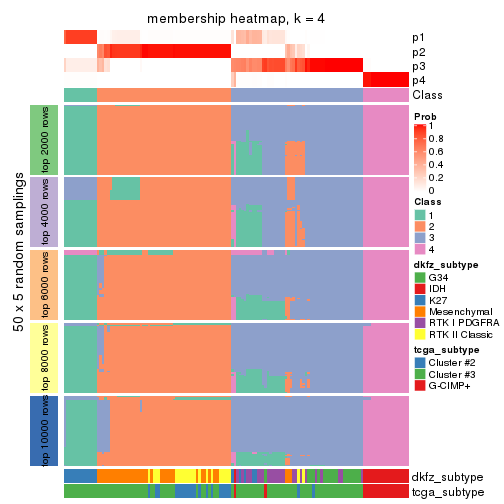 membership heatmap, k = 4
p1
p2
p3
p4
Class
50 x 5 random samplings
top 2000 rows
top 4000 rows
top 6000 rows
top 8000 rows
top 10000 rows
dkfz_subtype
tcga_subtype
Prob
1
0.8
0.6
0.4
0.2
0
Class
1
2
3
4
dkfz_subtype
G34
IDH
K27
Mesenchymal
RTK I PDGFRA
RTK II Classic
tcga_subtype
Cluster #2
Cluster #3
G-CIMP+